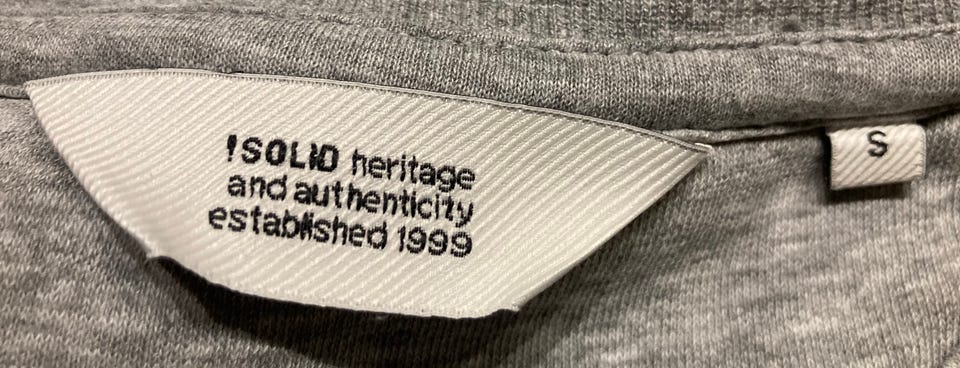 !SOLID heritage
and authenticity
established 1999
S